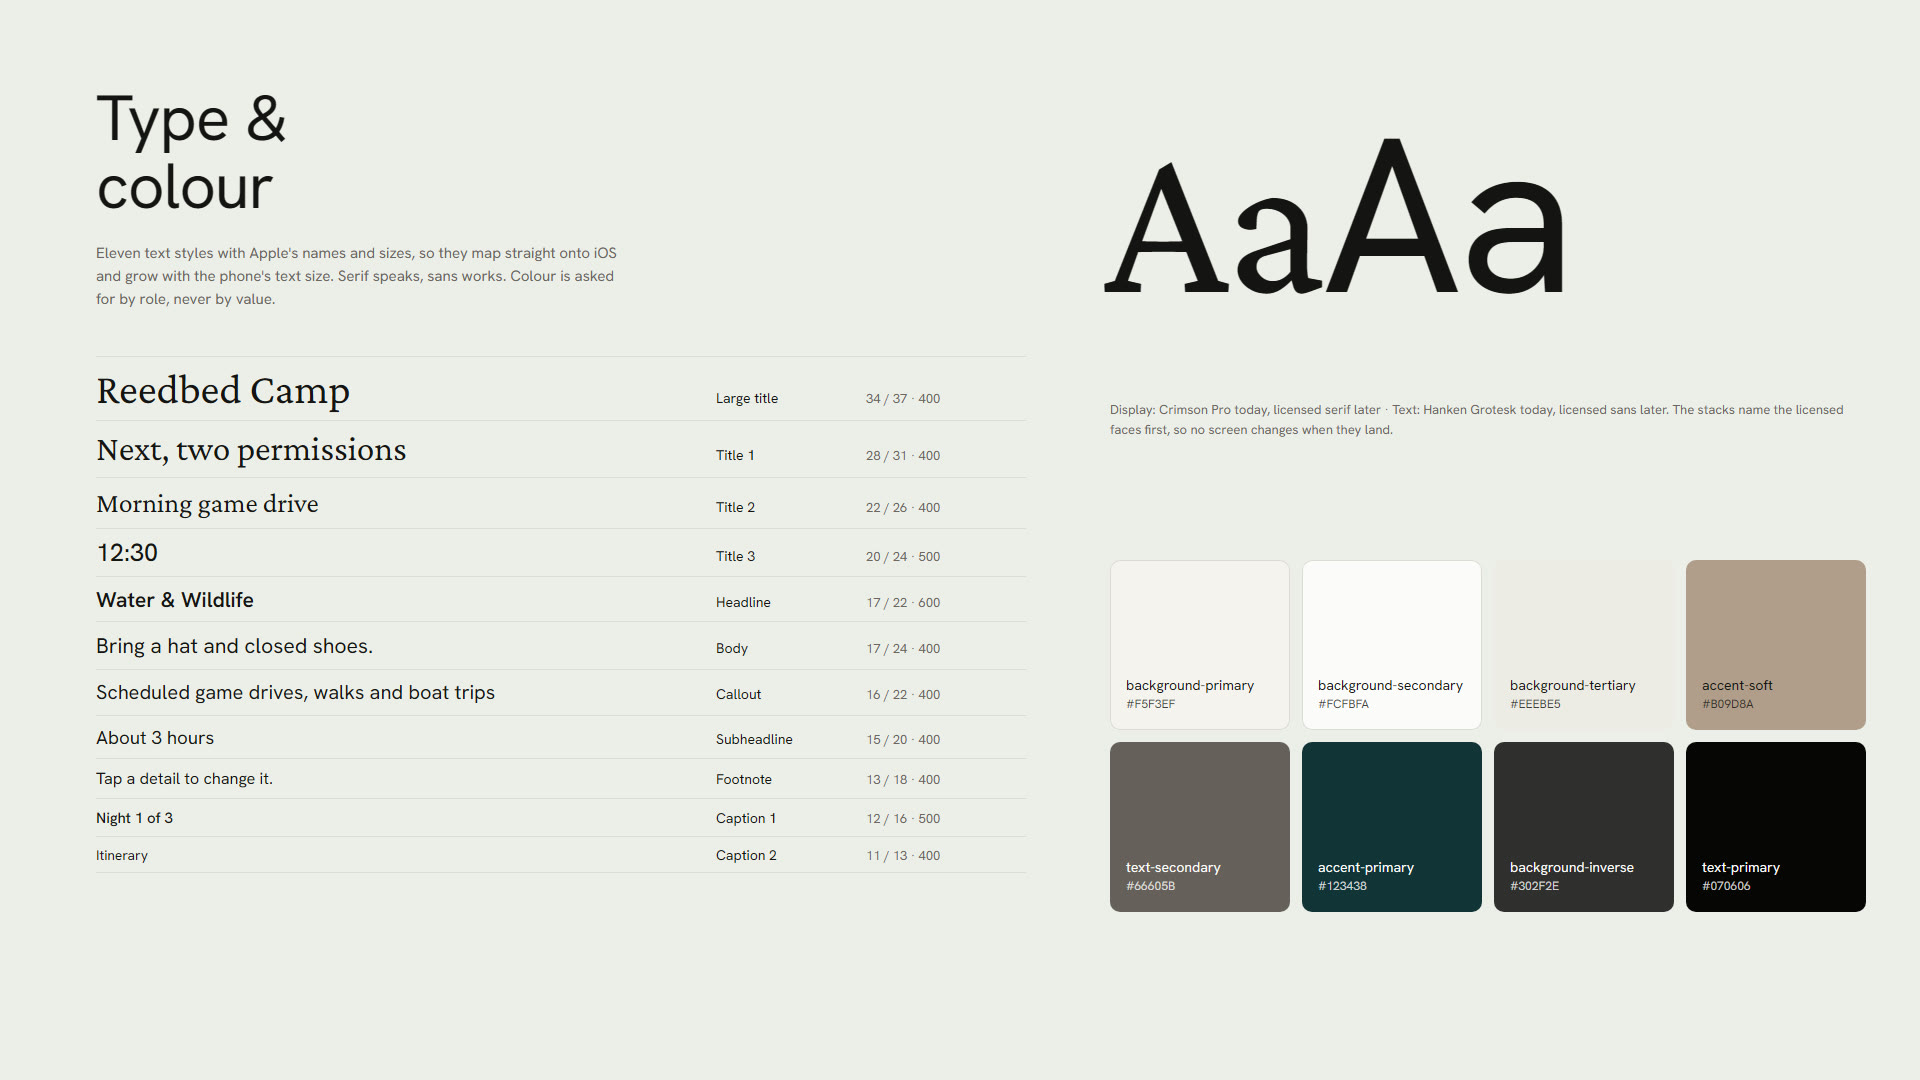 Type &
colour
Eleven text styles with Apple's names and sizes, so they map straight onto iOS
and grow with the phone's text size. Serif speaks, sans works. Colour is asked
for by role, never by value.
Reedbed Camp Large title 34 / 37 · 400
Next, two permissions Title 1 28 / 31 · 400
Morning game drive Title 2 22 / 26 · 400
12:30 Title 3 20 / 24 · 500
Water & Wildlife Headline 17 / 22 · 600
Bring a hat and closed shoes. Body 17 / 24 · 400
Scheduled game drives, walks and boat trips Callout 16 / 22 · 400
About 3 hours Subheadline 15 / 20 · 400
Tap a detail to change it. Footnote 13 / 18 · 400
Night 1 of 3 Caption 1 12 / 16 · 500
Itinerary Caption 2 11 / 13 · 400
AaAa
Display: Crimson Pro today, licensed serif later · Text: Hanken Grotesk today, licensed sans later. The stacks name the licensed
faces first, so no screen changes when they land.
background-primary background-secondary background-tertiary accent-soft
#F5F3EF #FCFBFA #EEEBE5 #B09D8A
text-secondary accent-primary background-inverse text-primary
#66605B #123438 #302F2E #070606